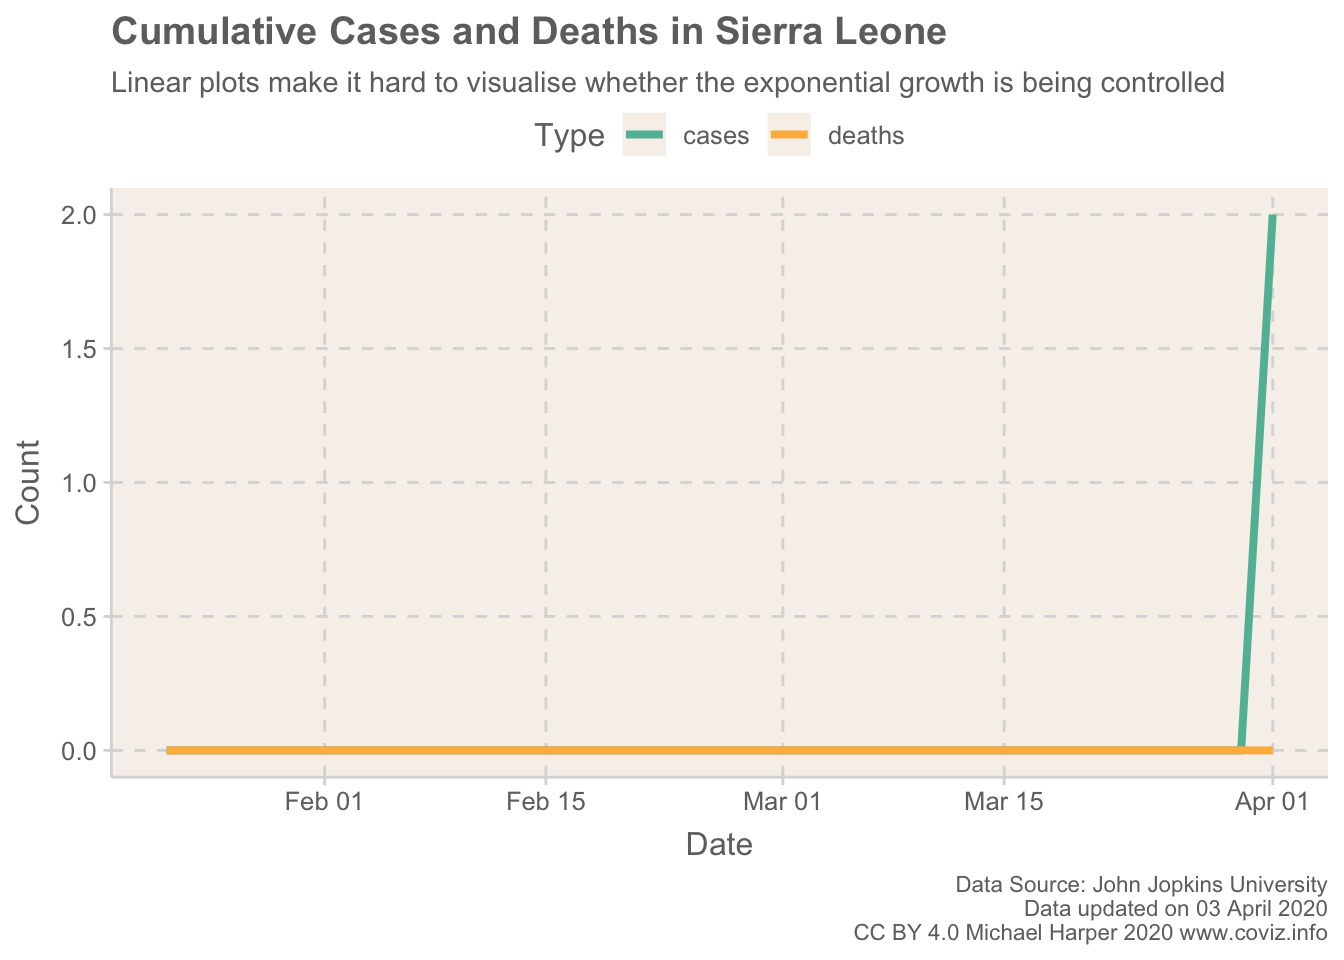 Cumulative Cases and Deaths in Sierra Leone
Linear plots make it hard to visualise whether the exponential growth is being controlled
Type cases deaths
2.0
1.5
1.0
0.5
0.0
Count
Feb 01 Feb 15 Mar 01 Mar 15 Apr 01
Date
Data Source: John Jopkins University
Data updated on 03 April 2020
CC BY 4.0 Michael Harper 2020 www.coviz.info